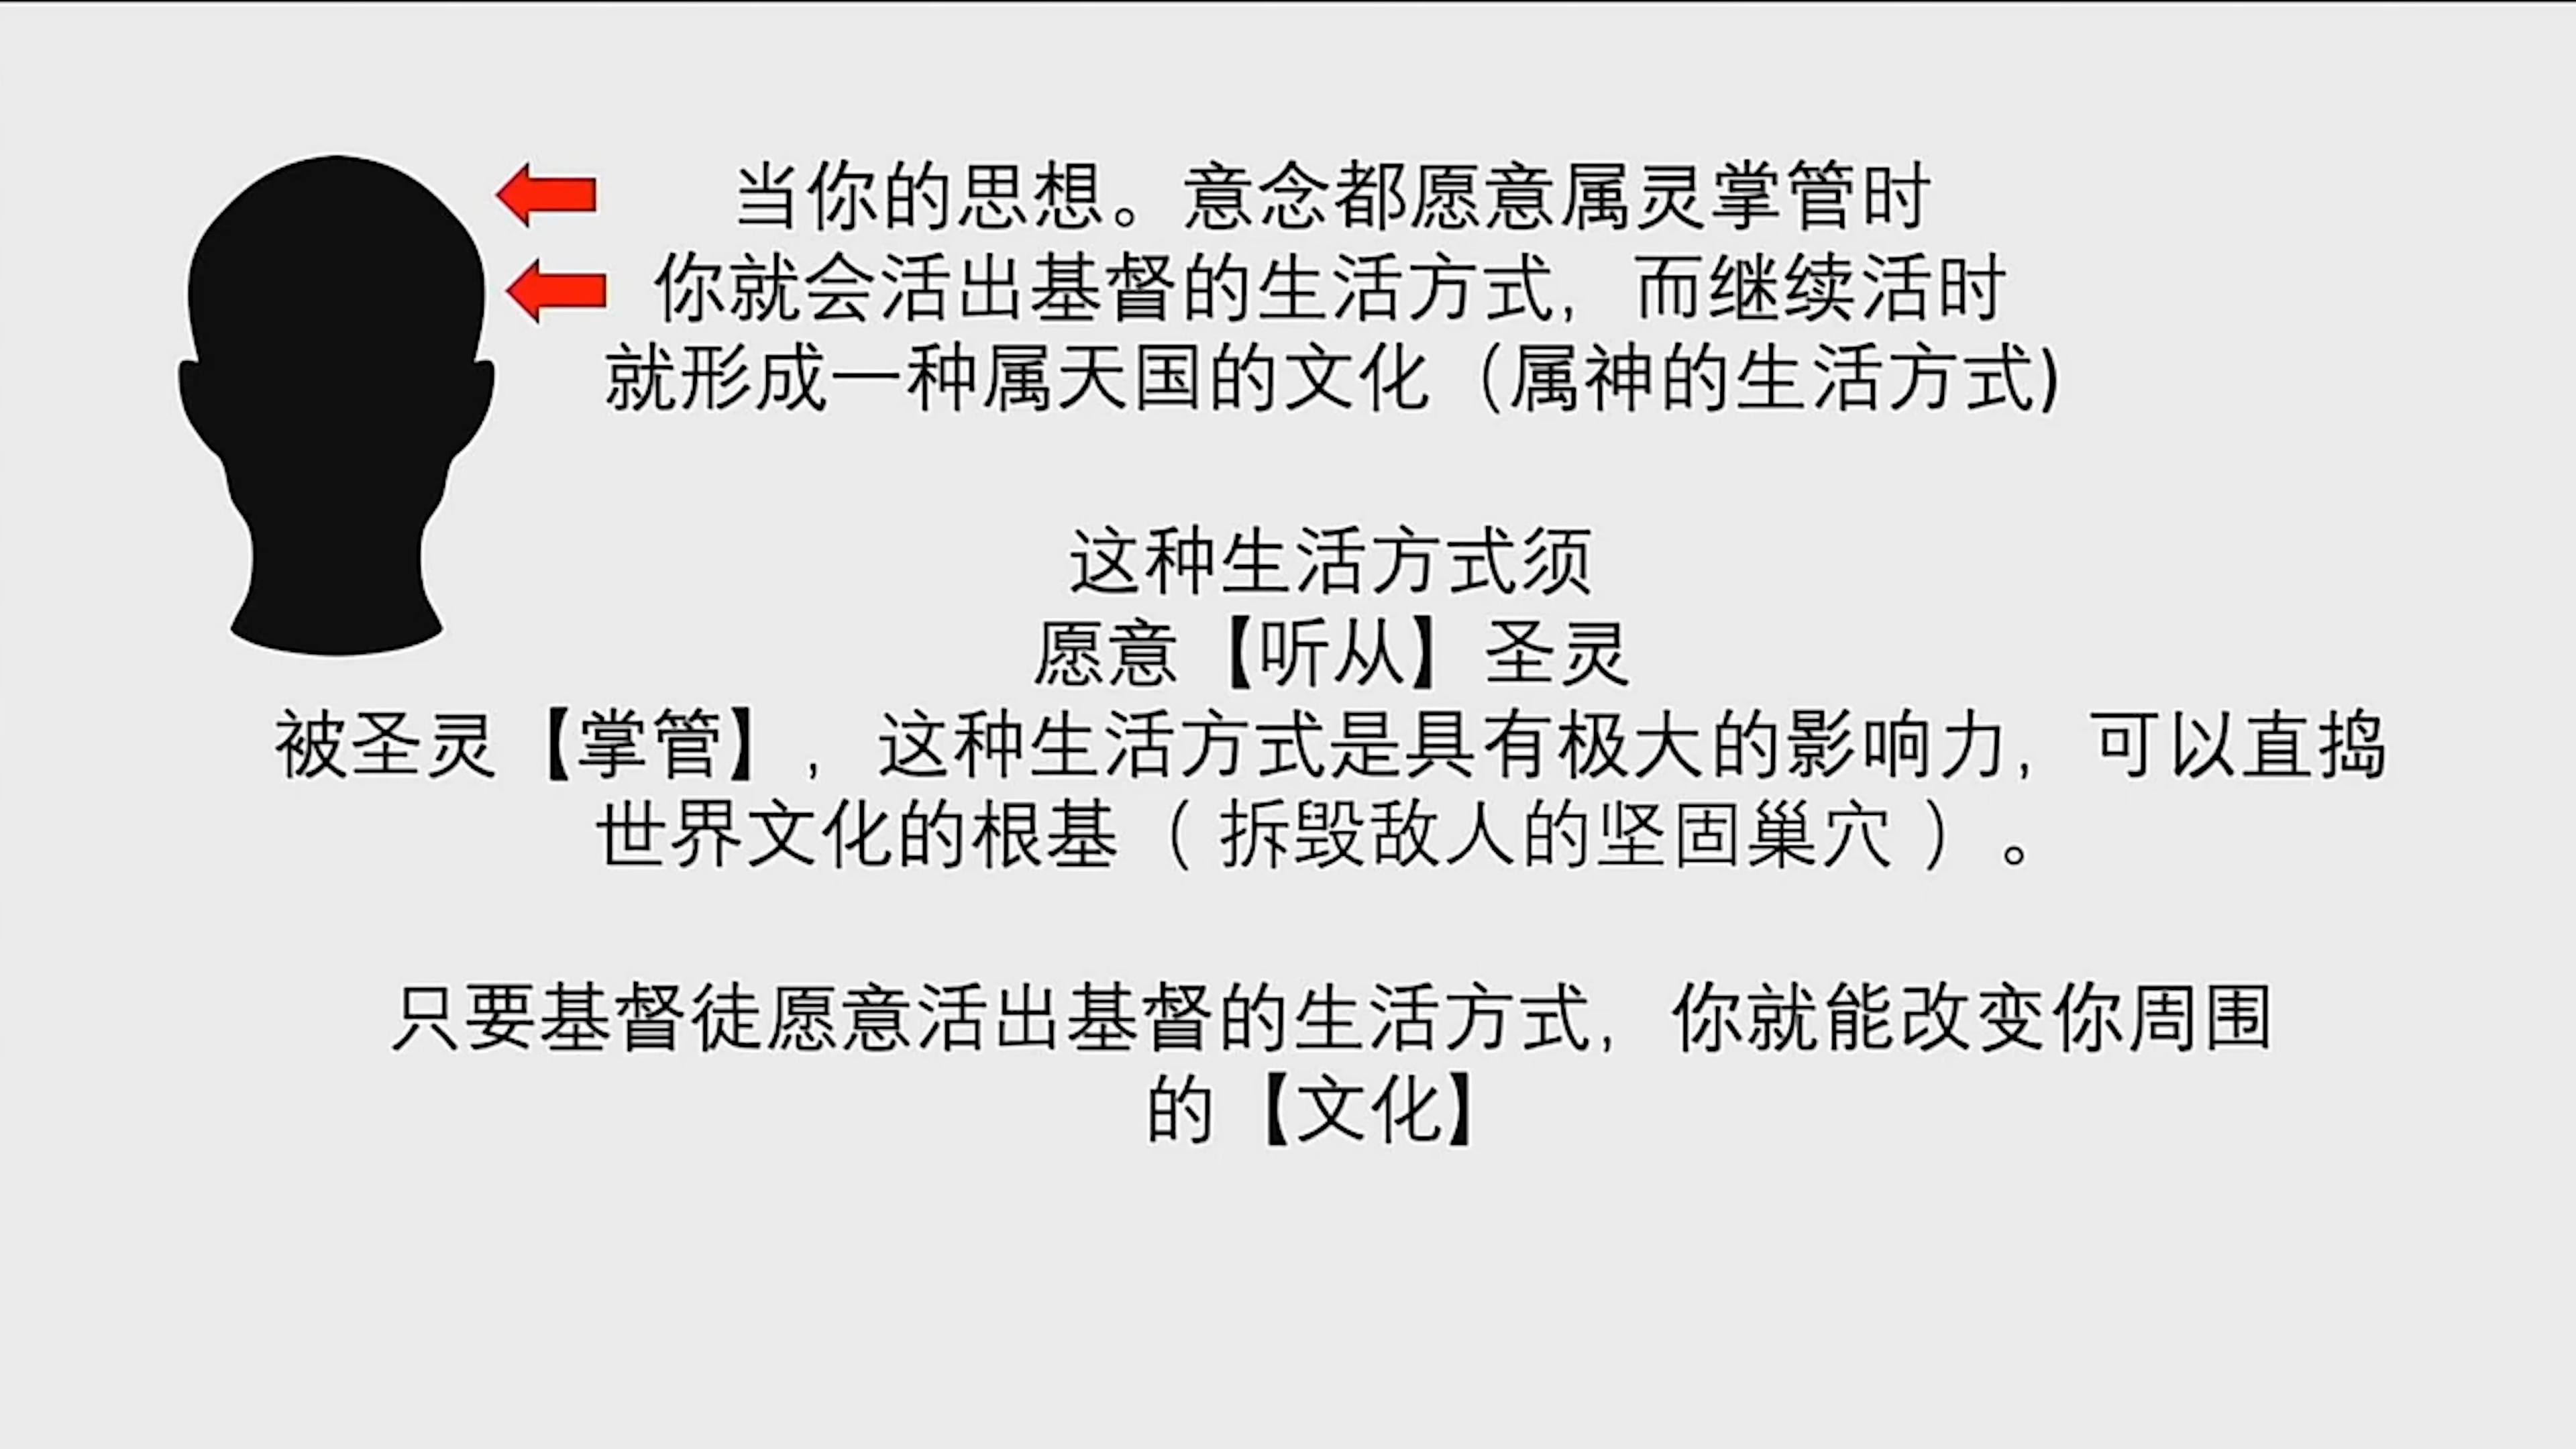 当你的思想。意念都愿意属灵掌管时
你就会活出基督的生活方式，而继续活时
就形成一种属天国的文化（属神的生活方式)
这种生活方式须
愿意【听从】圣灵
被圣灵【掌管】，这种生活方式是具有极大的影响力，可以直捣
世界文化的根基（ 拆毁敌人的坚固巢穴 ）。
只要基督徒愿意活出基督的生活方式，你就能改变你周围
的【文化】